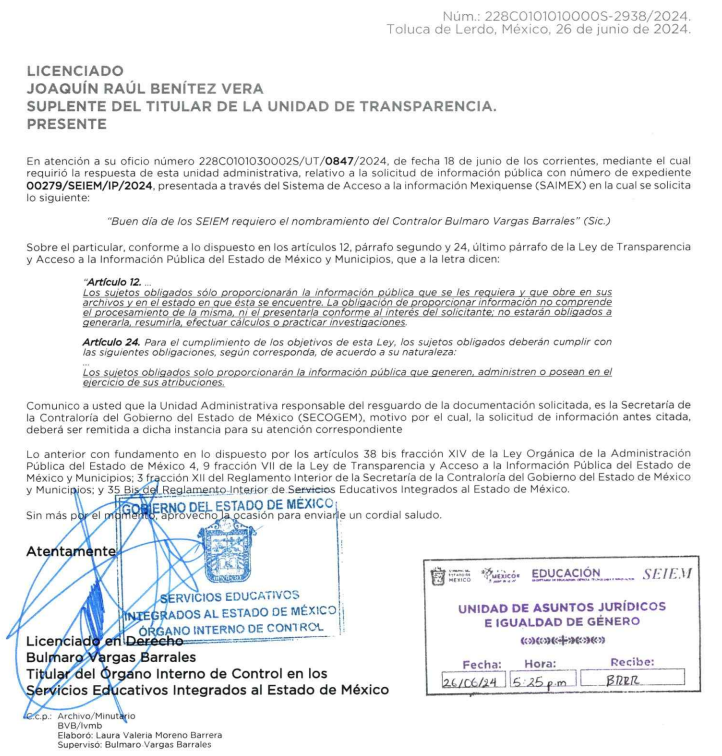 Núm.: 228C0101010000S-2938/2024.
Toluca de Lerdo, México, 26 de junio de 2024.
LICENCIADO
JOAQUÍN RAÚL BENÍTEZ VERA
SUPLENTE DEL TITULAR DE LA UNIDAD DE TRANSPARENCIA.
PRESENTE
En atención a su oficio número 228C0101030002S/UT/0847/2024, de fecha 18 de junio de los corrientes, mediante el cual
requirió la respuesta de esta unidad administrativa, relativo a la solicitud de información pública con número de expediente
00279/SEIEM/IP/2024, presentada a través del Sistema de Acceso a la información Mexiquense (SAIMEX) en la cual se solicita
lo siguiente:
"Buen día de los SEIEM requiero el nombramiento del Contralor Bulmaro Vargas Barrales" (Sic.)
Sobre el particular, conforme a lo dispuesto en los artículos 12, párrafo segundo y 24, último párrafo de la Ley de Transparencia
y Acceso a la Información Pública del Estado de México y Municipios, que a la letra dicen:
"Artículo 12. ...
Los sujetos obligados sólo proporcionarán la información pública que se les requiera y que obre en sus
archivos y en el estado en que ésta se encuentre. La obligación de proporcionar información no comprende
el procesamiento de la misma, ni el presentarla conforme al interés del solicitante; no estarán obligados a
generarla, resumirla, efectuar cálculos o practicar investigaciones.
Artículo 24. Para el cumplimiento de los objetivos de esta Ley, los sujetos obligados deberán cumplir con
las siguientes obligaciones, según corresponda, de acuerdo a su naturaleza:
...
Los sujetos obligados solo proporcionarán la información pública que generen, administren o posean en el
ejercicio de sus atribuciones.
Comunico a usted que la Unidad Administrativa responsable del resguardo de la documentación solicitada, es la Secretaría de
la Contraloría del Gobierno del Estado de México (SECOGEM), motivo por el cual, la solicitud de información antes citada,
deberá ser remitida a dicha instancia para su atención correspondiente
Lo anterior con fundamento en lo dispuesto por los artículos 38 bis fracción XIV de la Ley Orgánica de la Administración
Pública del Estado de México 4, 9 fracción VII de la Ley de Transparencia y Acceso a la Información Pública del Estado de
México y Municipios; 3 fracción XII del Reglamento Interior de la Secretaría de la Contraloría del Gobierno del Estado de México
y Municipios; y 35 Bis del Reglamento Interior de Servicios Educativos Integrados al Estado de México.
Sin más por el momento, aprovecho la ocasión para enviarle un cordial saludo.
GOBIERNO DEL ESTADO DE MÉXICO
SERVICIOS EDUCATIVOS
INTEGRADOS AL ESTADO DE MÉXICO
ÓRGANO INTERNO DE CONTROL
Atentamente
Licenciado en Derecho
Bulmaro Vargas Barrales
Titular del Órgano Interno de Control en los
Servicios Educativos Integrados al Estado de México
EDUCACIÓN SEIEM
UNIDAD DE ASUNTOS JURÍDICOS
E IGUALDAD DE GÉNERO
Fecha: Hora: Recibe:
26/06/24 5:25 pm BRRR
C.c.p.: Archivo/Minutario
BVB/lvmb
Elaboró: Laura Valeria Moreno Barrera
Supervisó: Bulmaro Vargas Barrales